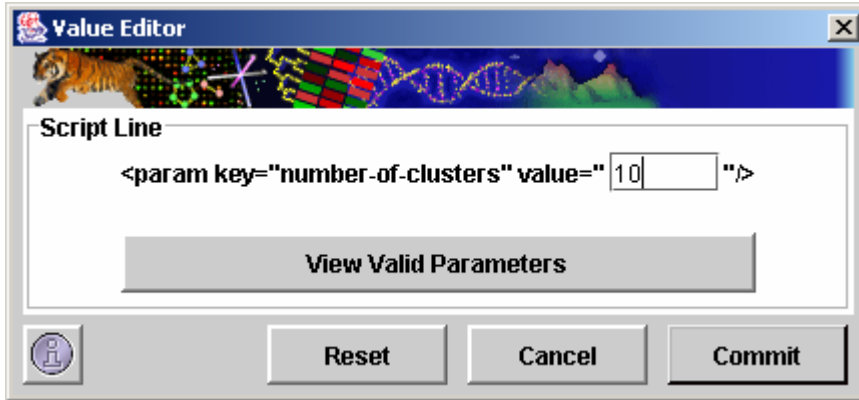 Value Editor
Script Line
<param key="number-of-clusters" value=" 10 "/>
View Valid Parameters
Reset Cancel Commit